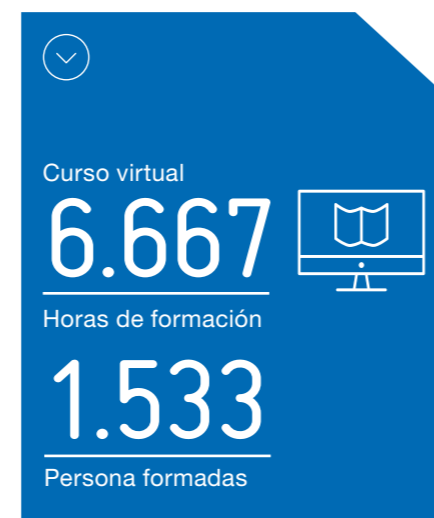 Curso virtual
6.667
Horas de formación
1.533
Persona formadas